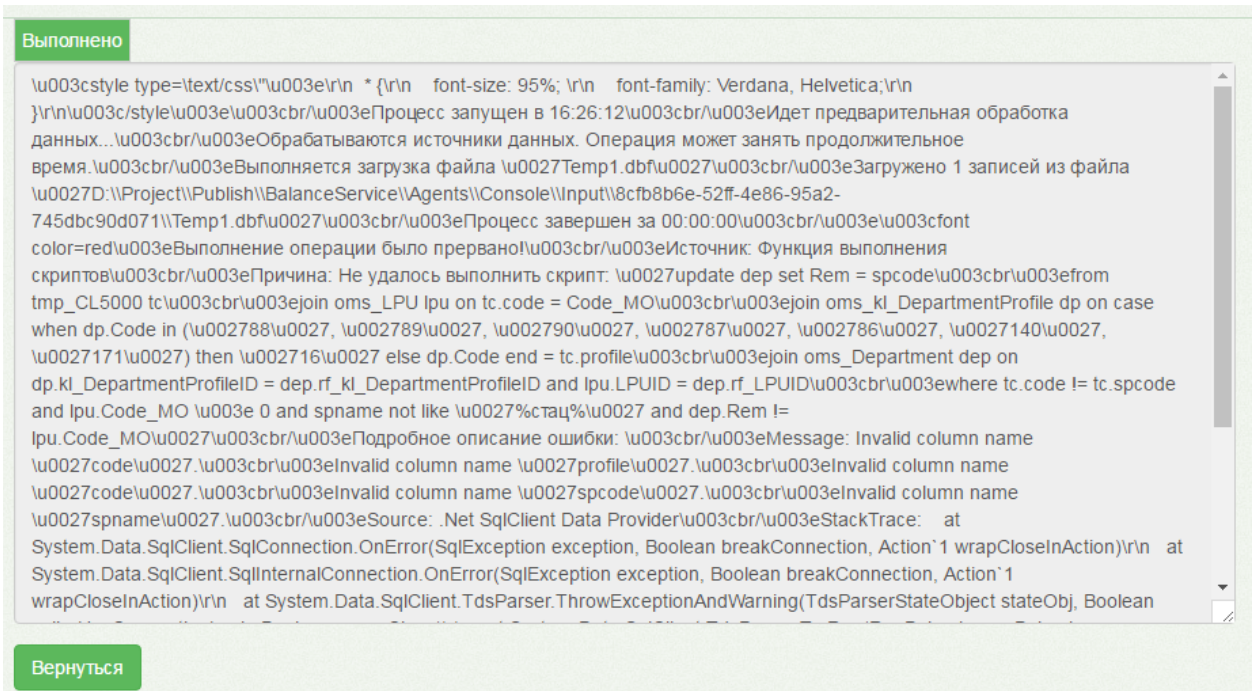 Выполнено
\u003cstyle type=\text/css\"\u003e\r\n * {\r\n font-size: 95%; \r\n font-family: Verdana, Helvetica;\r\n
}\r\n\u003c/style\u003e\u003cbr/\u003eПроцесс запущен в 16:26:12\u003cbr/\u003eИдет предварительная обработка
данных...\u003cbr/\u003eОбрабатываются источники данных. Операция может занять продолжительное
время.\u003cbr/\u003eВыполняется загрузка файла \u0027Temp1.dbf\u0027\u003cbr/\u003eЗагружено 1 записей из файла
\u0027D:\\Project\\Publish\\BalanceService\\Agents\\Console\\Input\\8cfb8b6e-52ff-4e86-95a2-
745dbc90d071\\Temp1.dbf\u0027\u003cbr/\u003eПроцесс завершен за 00:00:00\u003cbr/\u003e\u003cfont
color=red\u003eВыполнение операции было прервано!\u003cbr/\u003eИсточник: Функция выполнения
скриптов\u003cbr/\u003eПричина: Не удалось выполнить скрипт: \u0027update dep set Rem = spcode\u003cbr\u003efrom
tmp_CL5000 tc\u003cbr\u003ejoin oms_LPU lpu on tc.code = Code_MO\u003cbr\u003ejoin oms_kl_DepartmentProfile dp on case
when dp.Code in (\u002788\u0027, \u002789\u0027, \u002790\u0027, \u002787\u0027, \u002786\u0027, \u0027140\u0027,
\u0027171\u0027) then \u002716\u0027 else dp.Code end = tc.profile\u003cbr\u003ejoin oms_Department dep on
dp.kl_DepartmentProfileID = dep.rf_kl_DepartmentProfileID and lpu.LPUID = dep.rf_LPUID\u003cbr\u003ewhere tc.code != tc.spcode
and lpu.Code_MO \u003e 0 and spname not like \u0027%стац%\u0027 and dep.Rem !=
lpu.Code_MO\u0027\u003cbr/\u003eПодробное описание ошибки: \u003cbr/\u003eMessage: Invalid column name
\u0027code\u0027.\u003cbr\u003eInvalid column name \u0027profile\u0027.\u003cbr\u003eInvalid column name
\u0027code\u0027.\u003cbr\u003eInvalid column name \u0027spcode\u0027.\u003cbr\u003eInvalid column name
\u0027spname\u0027.\u003cbr/\u003eSource: .Net SqlClient Data Provider\u003cbr/\u003eStackTrace: at
System.Data.SqlClient.SqlConnection.OnError(SqlException exception, Boolean breakConnection, Action`1 wrapCloseInAction)\r\n at
System.Data.SqlClient.SqlInternalConnection.OnError(SqlException exception, Boolean breakConnection, Action`1
wrapCloseInAction)\r\n at System.Data.SqlClient.TdsParser.ThrowExceptionAndWarning(TdsParserStateObject stateObj, Boolean
Вернуться